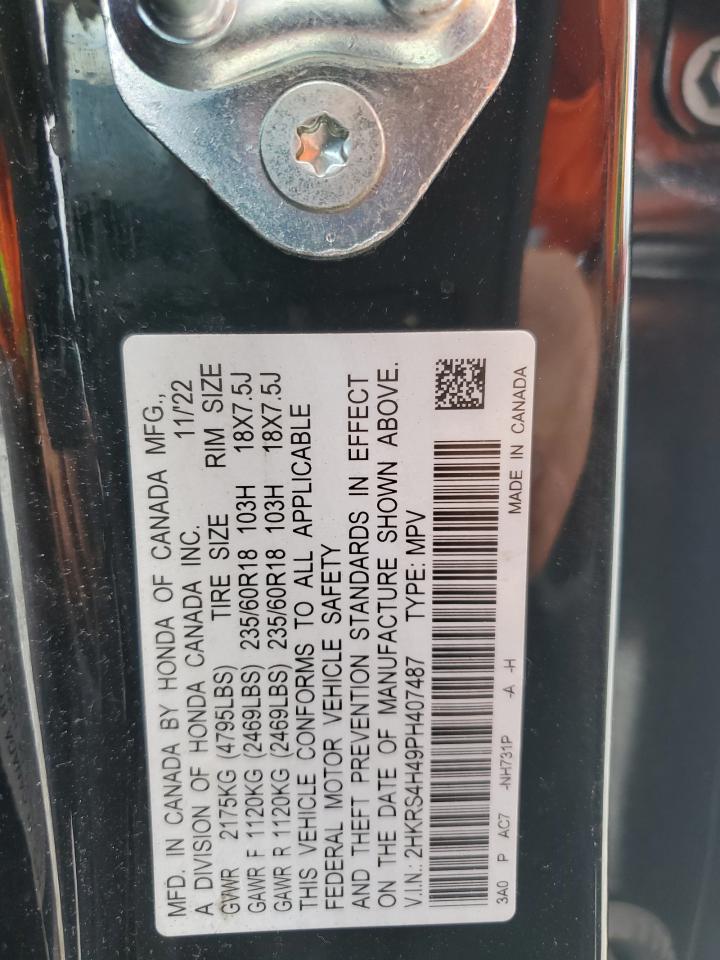 MFD. IN CANADA BY HONDA OF CANADA MFG.,
A DIVISION OF HONDA CANADA INC. 11/'22
GVWR 2175KG (4795LBS) TIRE SIZE RIM SIZE
GAWR F 1120KG (2469LBS) 235/60R18 103H 18X7.5J
GAWR R 1120KG (2469LBS) 235/60R18 103H 18X7.5J
THIS VEHICLE CONFORMS TO ALL APPLICABLE
FEDERAL MOTOR VEHICLE SAFETY
AND THEFT PREVENTION STANDARDS IN EFFECT
ON THE DATE OF MANUFACTURE SHOWN ABOVE.
V.I.N.: 2HKRS4H49PH407487 TYPE: MPV
3A0 P AC7 -NH731P -A -H MADE IN CANADA